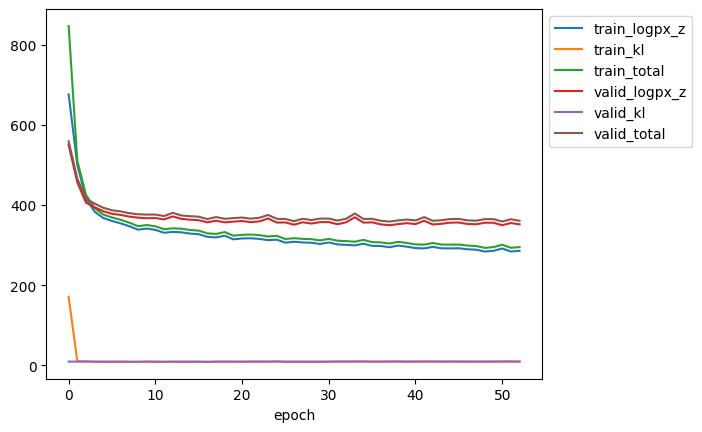 800
600
400
200
0
0 10 20 30 40 50
epoch
train_logpx_z
train_kl
train_total
valid_logpx_z
valid_kl
valid_total